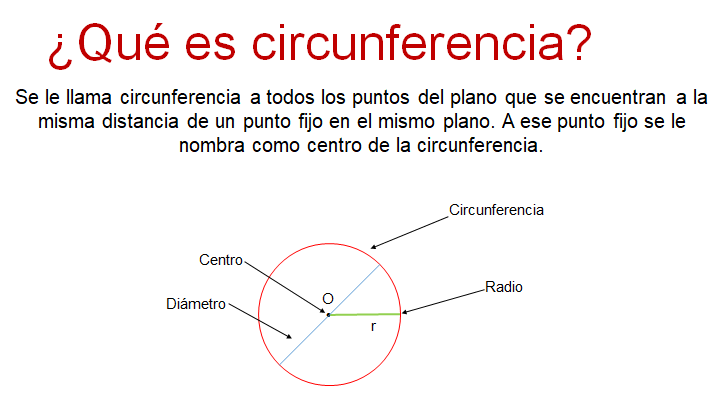 ¿Qué es circunferencia?
Se le llama circunferencia a todos los puntos del plano que se encuentran a la
misma distancia de un punto fijo en el mismo plano. A ese punto fijo se le
nombra como centro de la circunferencia.
Circunferencia
Centro
Radio
O
Diámetro
r